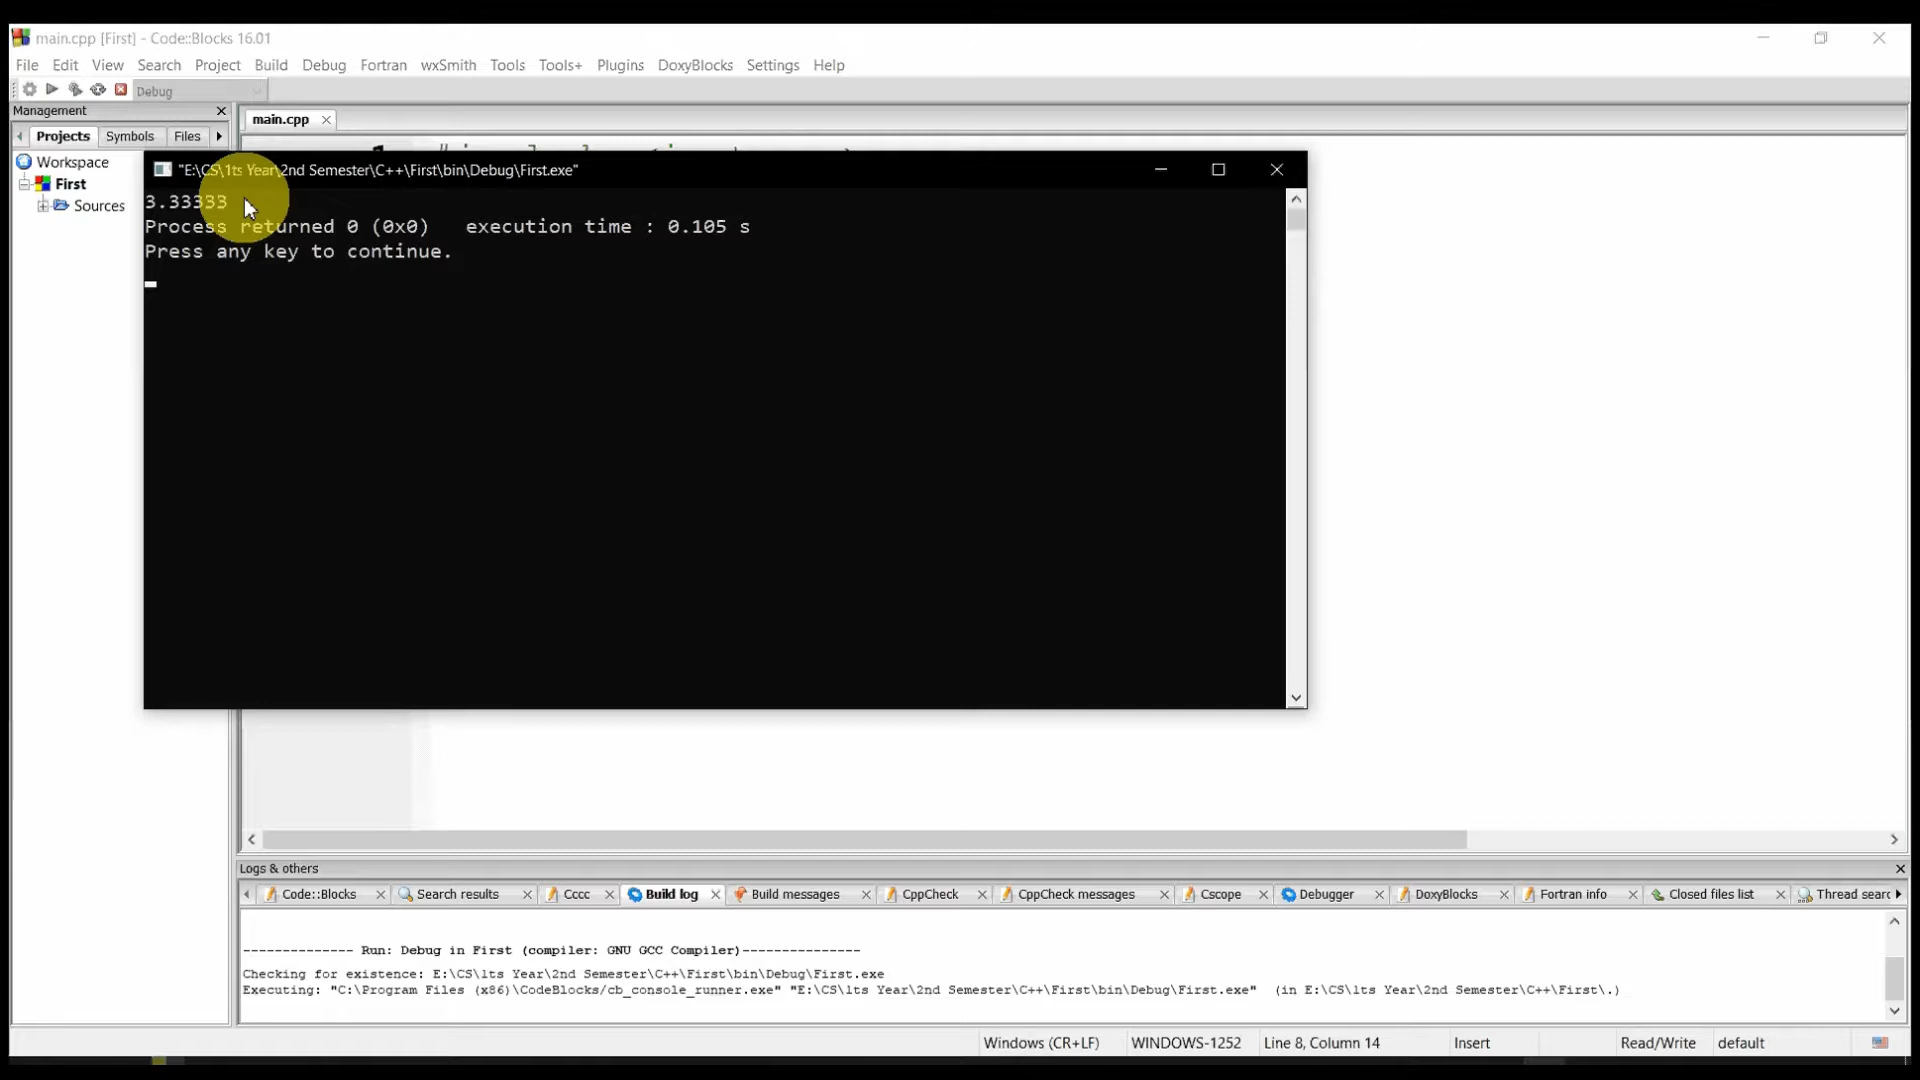 main.cpp [First] - Code::Blocks 16.01
File Edit View Search Project Build Debug Fortran wxSmith Tools Tools+ Plugins DoxyBlocks Settings Help
Debug
Management
main.cpp
Projects Symbols Files
Workspace
First
Sources
"E:\CS\1ts Year\2nd Semester\C++\First\bin\Debug\First.exe"
3.33333
Process returned 0 (0x0)   execution time : 0.105 s
Press any key to continue.
Logs & others
Code::Blocks Search results Cccc Build log Build messages CppCheck CppCheck messages Cscope Debugger DoxyBlocks Fortran info Closed files list Thread searc
-------------- Run: Debug in First (compiler: GNU GCC Compiler)---------------
Checking for existence: E:\CS\1ts Year\2nd Semester\C++\First\bin\Debug\First.exe
Executing: "C:\Program Files (x86)\CodeBlocks/cb_console_runner.exe" "E:\CS\1ts Year\2nd Semester\C++\First\bin\Debug\First.exe"  (in E:\CS\1ts Year\2nd Semester\C++\First\.)
Windows (CR+LF) WINDOWS-1252 Line 8, Column 14 Insert Read/Write default